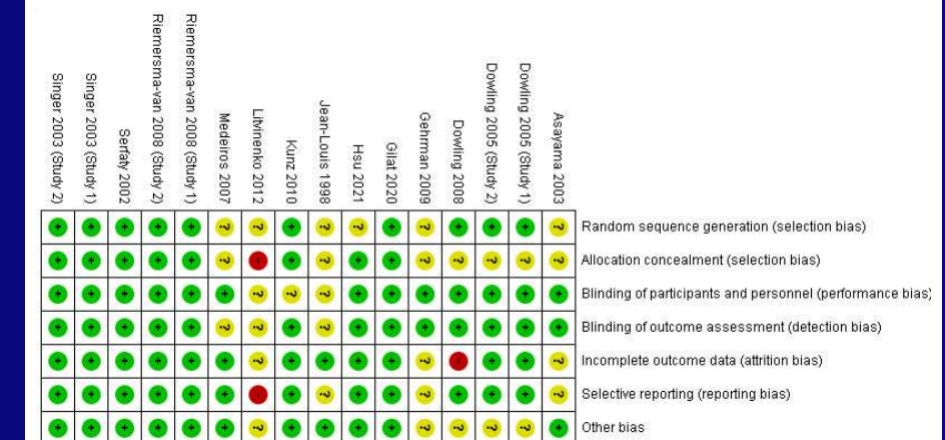 Singer 2003 (Study 2)
Singer 2003 (Study 1)
Serfaty 2002
Riemersma-van 2008 (Study 2)
Riemersma-van 2008 (Study 1)
Medeiros 2007
Litvinenko 2012
Kunz 2010
Jean-Louis 1998
Hsu 2021
Gilat 2020
Gehrman 2009
Dowling 2008
Dowling 2005 (Study 2)
Dowling 2005 (Study 1)
Asayama 2003
+ + + + + ? ? + ? ? + ? + + + ? Random sequence generation (selection bias)
+ + + + + ? - + ? + + ? ? ? ? ? Allocation concealment (selection bias)
+ + + + + + ? ? ? + + + + + + + Blinding of participants and personnel (performance bias)
+ + + + + ? ? + ? + + + + + + + Blinding of outcome assessment (detection bias)
+ + + + + + ? + + + + ? - + + ? Incomplete outcome data (attrition bias)
+ + + + + + - + ? + + ? + + + ? Selective reporting (reporting bias)
+ + + + + + ? + + + + ? ? ? ? + Other bias